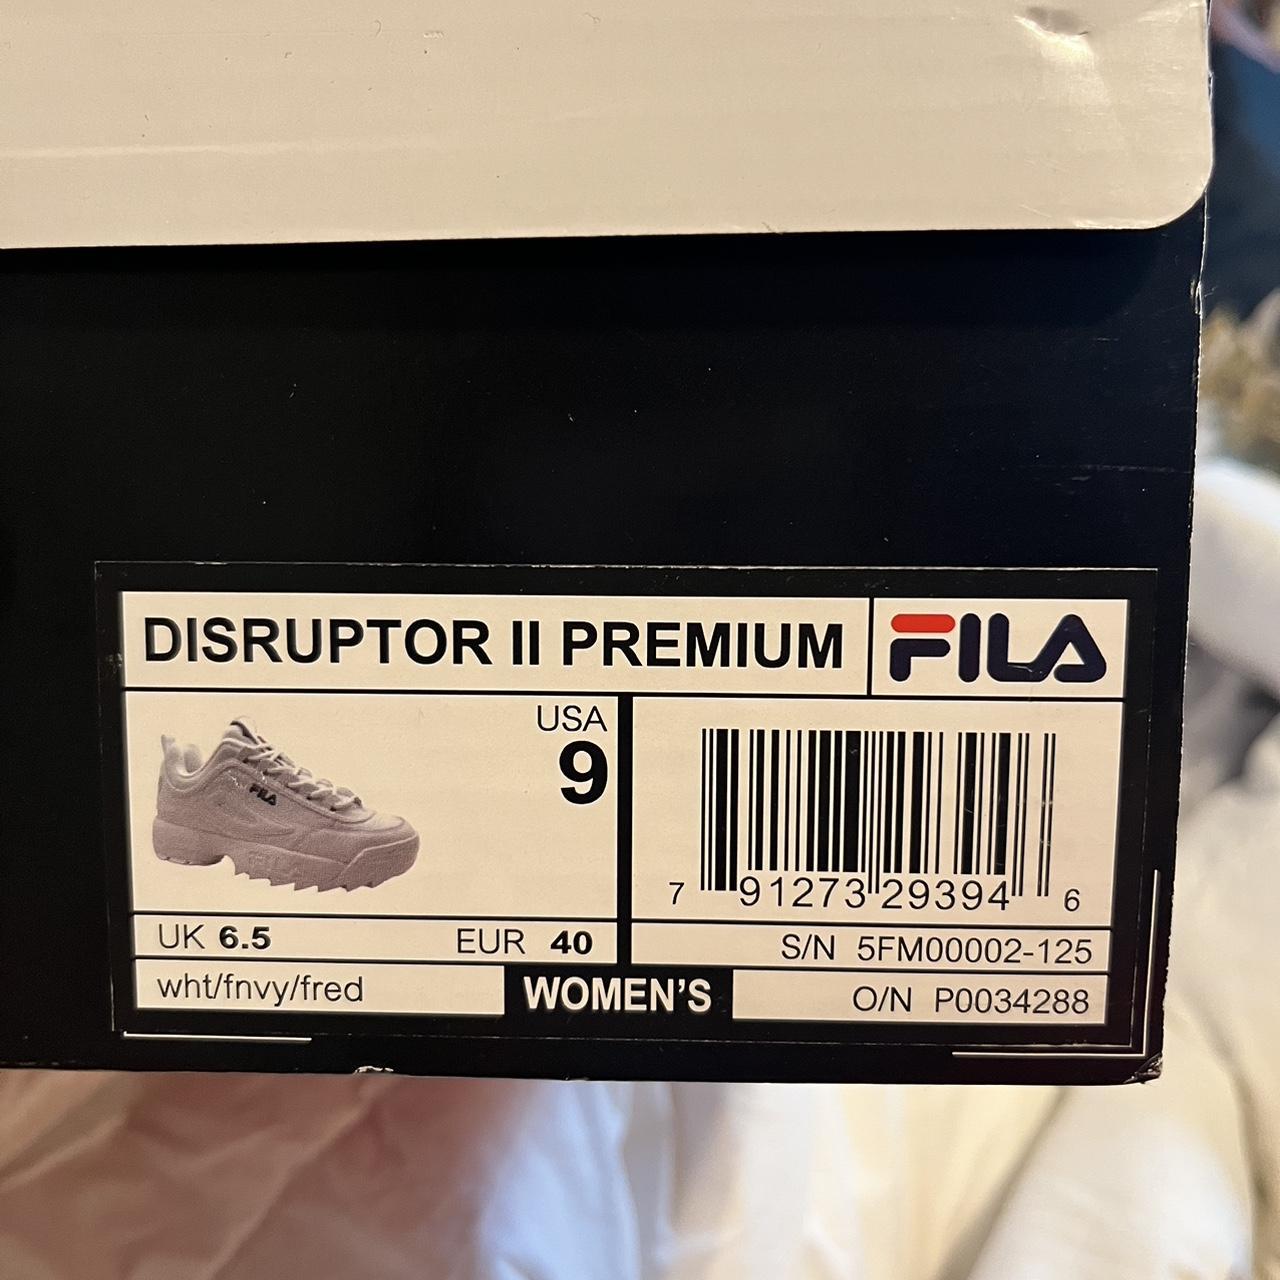 DISRUPTOR II PREMIUM
FILA
FILA
USA
9
UK 6.5
EUR 40
wht/fnvy/fred
WOMEN'S
7 91273 29394 6
S/N 5FM00002-125
O/N P0034288